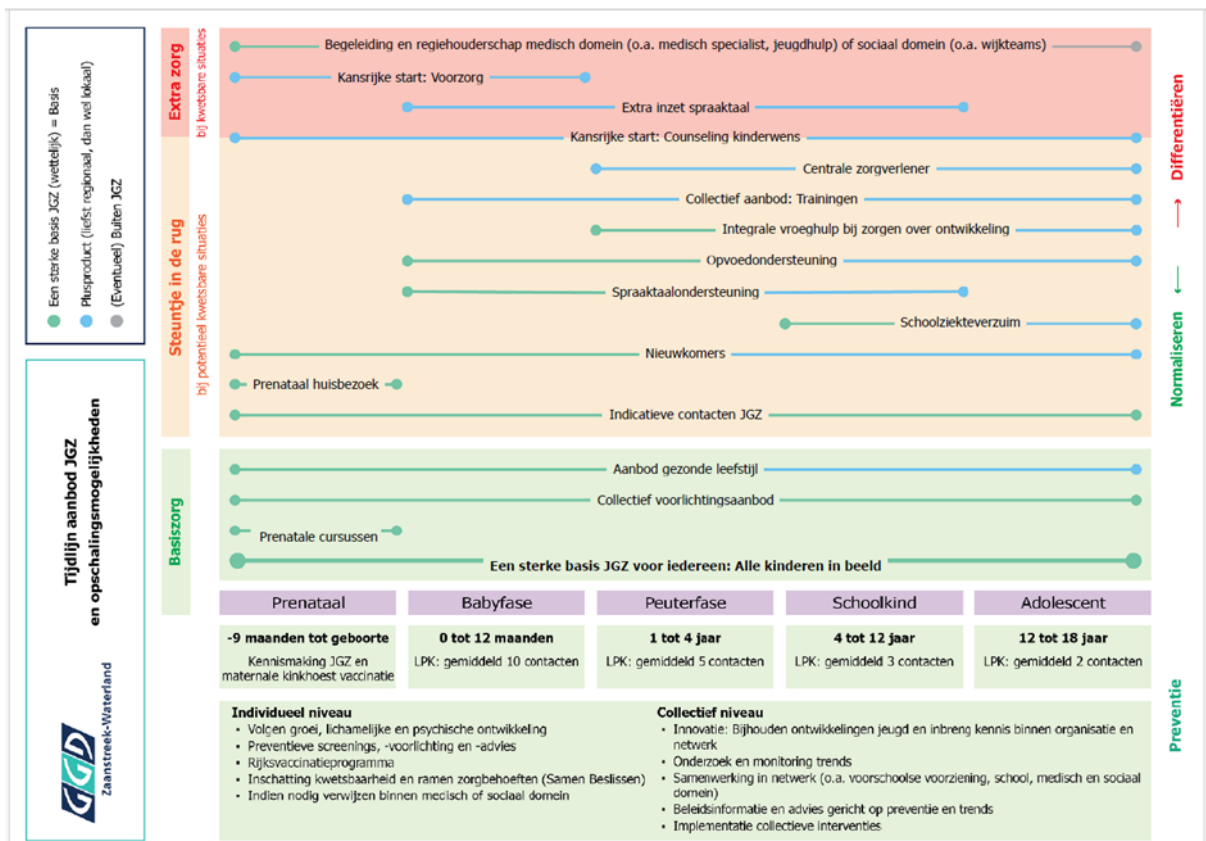 Een sterke basis JGZ (wettelijk) = Basis
Plusproduct (liefst regionaal, dan wel lokaal)
(Eventueel) Buiten JGZ
Tijdlijn aanbod JGZ
en opschalingsmogelijkheden
GGD
Zaanstreek-Waterland
Extra zorg
bij kwetsbare situaties
Begeleiding en regiehouderschap medisch domein (o.a. medisch specialist, jeugdhulp) of sociaal domein (o.a. wijkteams)
Kansrijke start: Voorzorg
Extra inzet spraaktaal
Kansrijke start: Counseling kinderwens
Steuntje in de rug
bij potentieel kwetsbare situaties
Centrale zorgverlener
Collectief aanbod: Trainingen
Integrale vroeghulp bij zorgen over ontwikkeling
Opvoedondersteuning
Spraaktaalondersteuning
Schoolziekteverzuim
Nieuwkomers
Prenataal huisbezoek
Indicatieve contacten JGZ
Basiszorg
Aanbod gezonde leefstijl
Collectief voorlichtingsaanbod
Prenatale cursussen
Een sterke basis JGZ voor iedereen: Alle kinderen in beeld
Prenataal
Babyfase
Peuterfase
Schoolkind
Adolescent
-9 maanden tot geboorte
Kennismaking JGZ en
maternale kinkhoest vaccinatie
0 tot 12 maanden
LPK: gemiddeld 10 contacten
1 tot 4 jaar
LPK: gemiddeld 5 contacten
4 tot 12 jaar
LPK: gemiddeld 3 contacten
12 tot 18 jaar
LPK: gemiddeld 2 contacten
Individueel niveau
• Volgen groei, lichamelijke en psychische ontwikkeling
• Preventieve screenings, -voorlichting en -advies
• Rijksvaccinatieprogramma
• Inschatting kwetsbaarheid en ramen zorgbehoeften (Samen Beslissen)
• Indien nodig verwijzen binnen medisch of sociaal domein
Collectief niveau
• Innovatie: Bijhouden ontwikkelingen jeugd en inbreng kennis binnen organisatie en
netwerk
• Onderzoek en monitoring trends
• Samenwerking in netwerk (o.a. voorschoolse voorziening, school, medisch en sociaal
domein)
• Beleidsinformatie en advies gericht op preventie en trends
• Implementatie collectieve interventies
Differentiëren
Normaliseren
Preventie